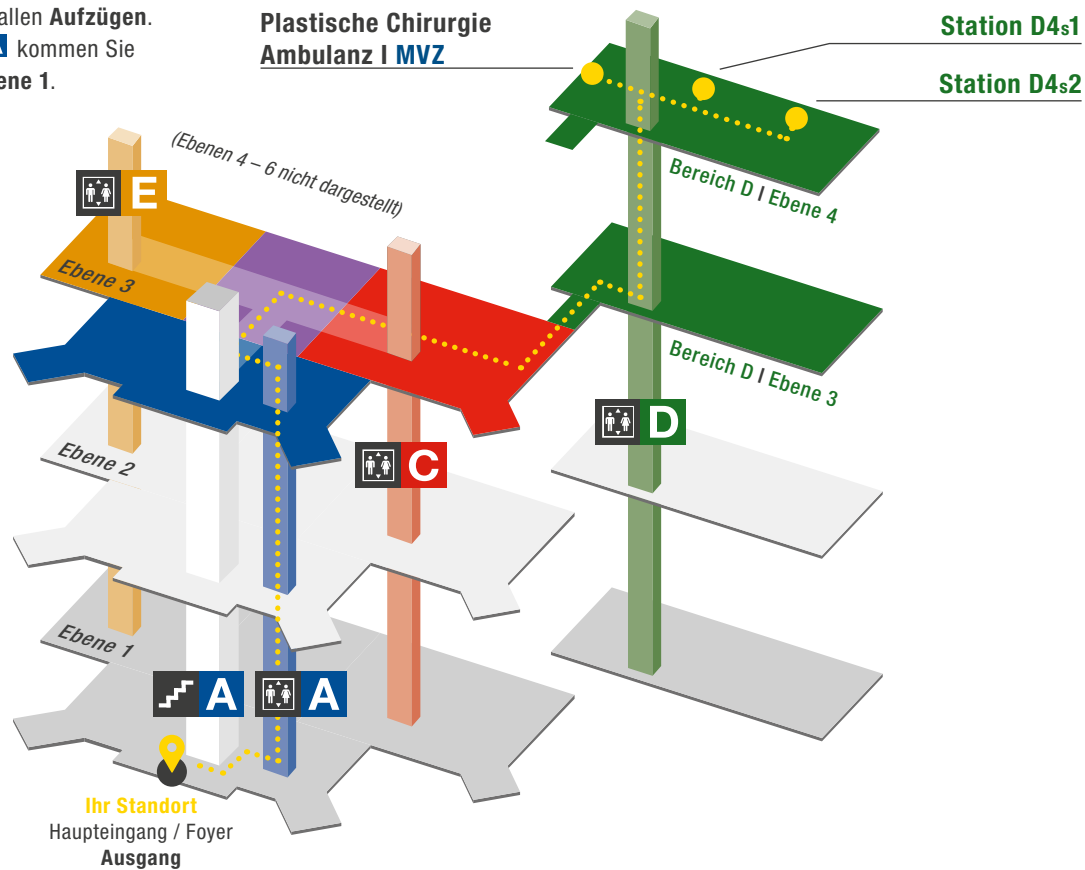 allen Aufzügen.
A kommen Sie
ene 1.
Plastische Chirurgie
Ambulanz I MVZ
Station D4s1
Station D4s2
(Ebenen 4 – 6 nicht dargestellt)
Bereich D I Ebene 4
E
Ebene 3
Bereich D I Ebene 3
D
C
Ebene 2
Ebene 1
A
A
Ihr Standort
Haupteingang / Foyer
Ausgang